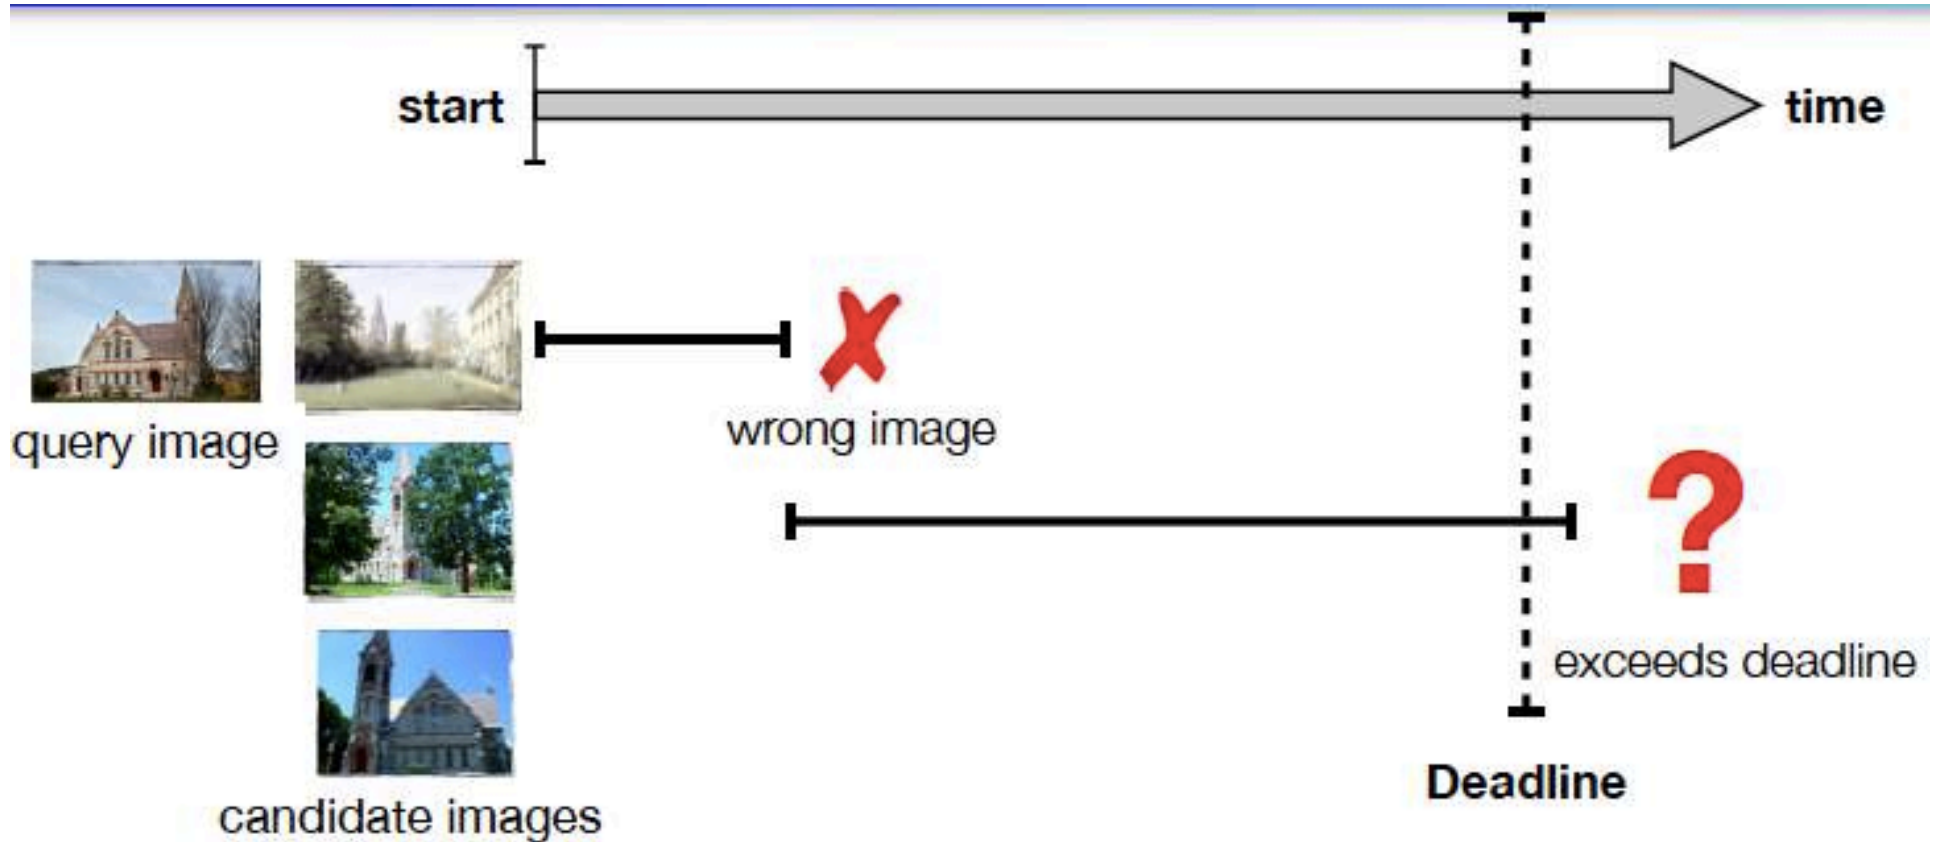 start
time
query image
wrong image
?
exceeds deadline
Deadline
candidate images